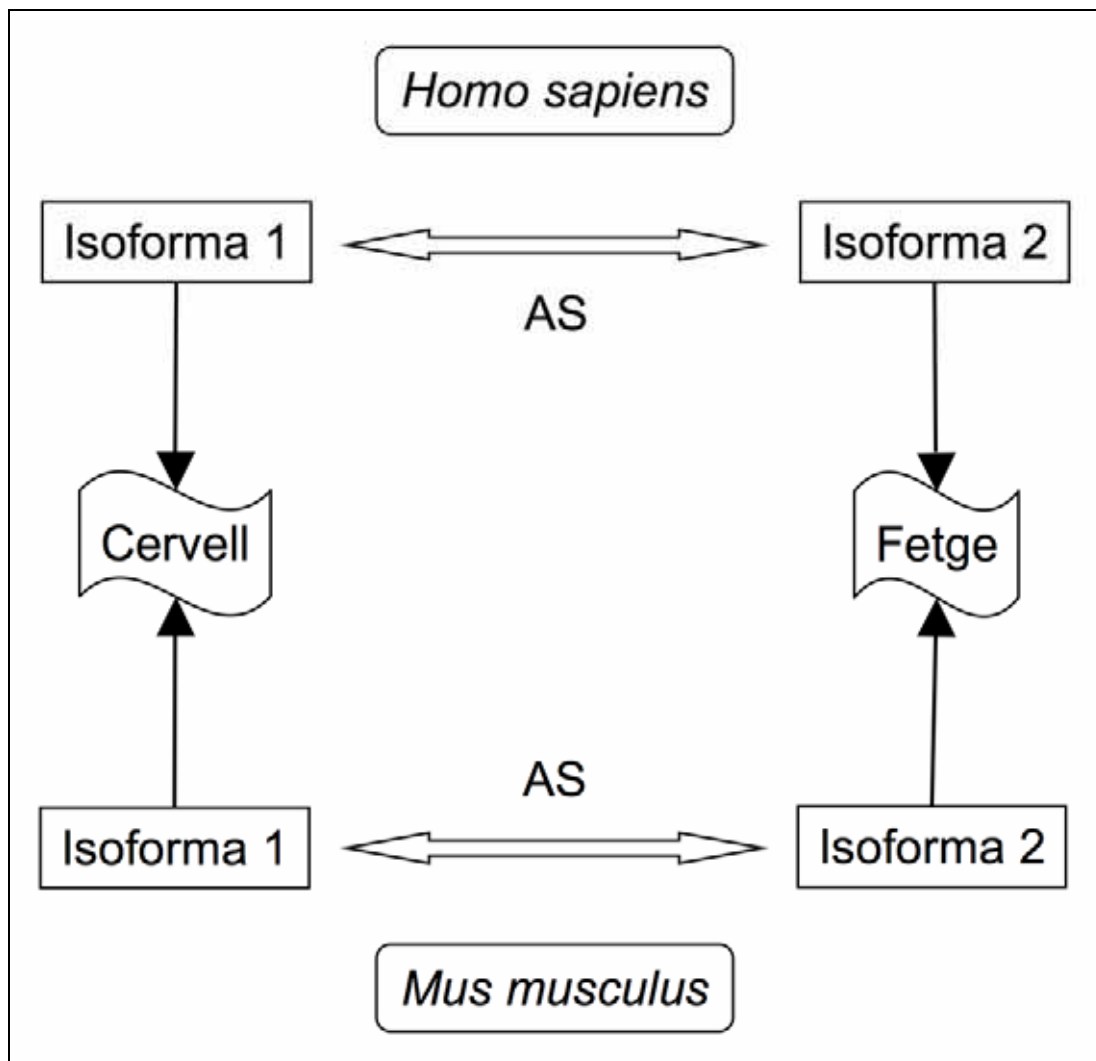 Homo sapiens
Isoforma 1
Isoforma 2
AS
Cervell
Fetge
AS
Isoforma 1
Isoforma 2
Mus musculus